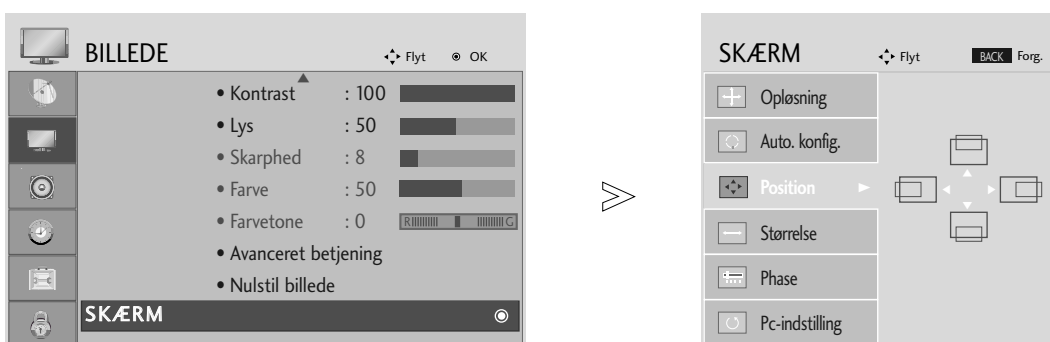 BILLEDE Flyt OK
• Kontrast : 100
• Lys : 50
• Skarphed : 8
• Farve : 50
• Farvetone : 0 R G
• Avanceret betjening
• Nulstil billede
SKÆRM
SKÆRM Flyt BACK Forg.
Opløsning
Auto. konfig.
Position
Størrelse
Phase
Pc-indstilling